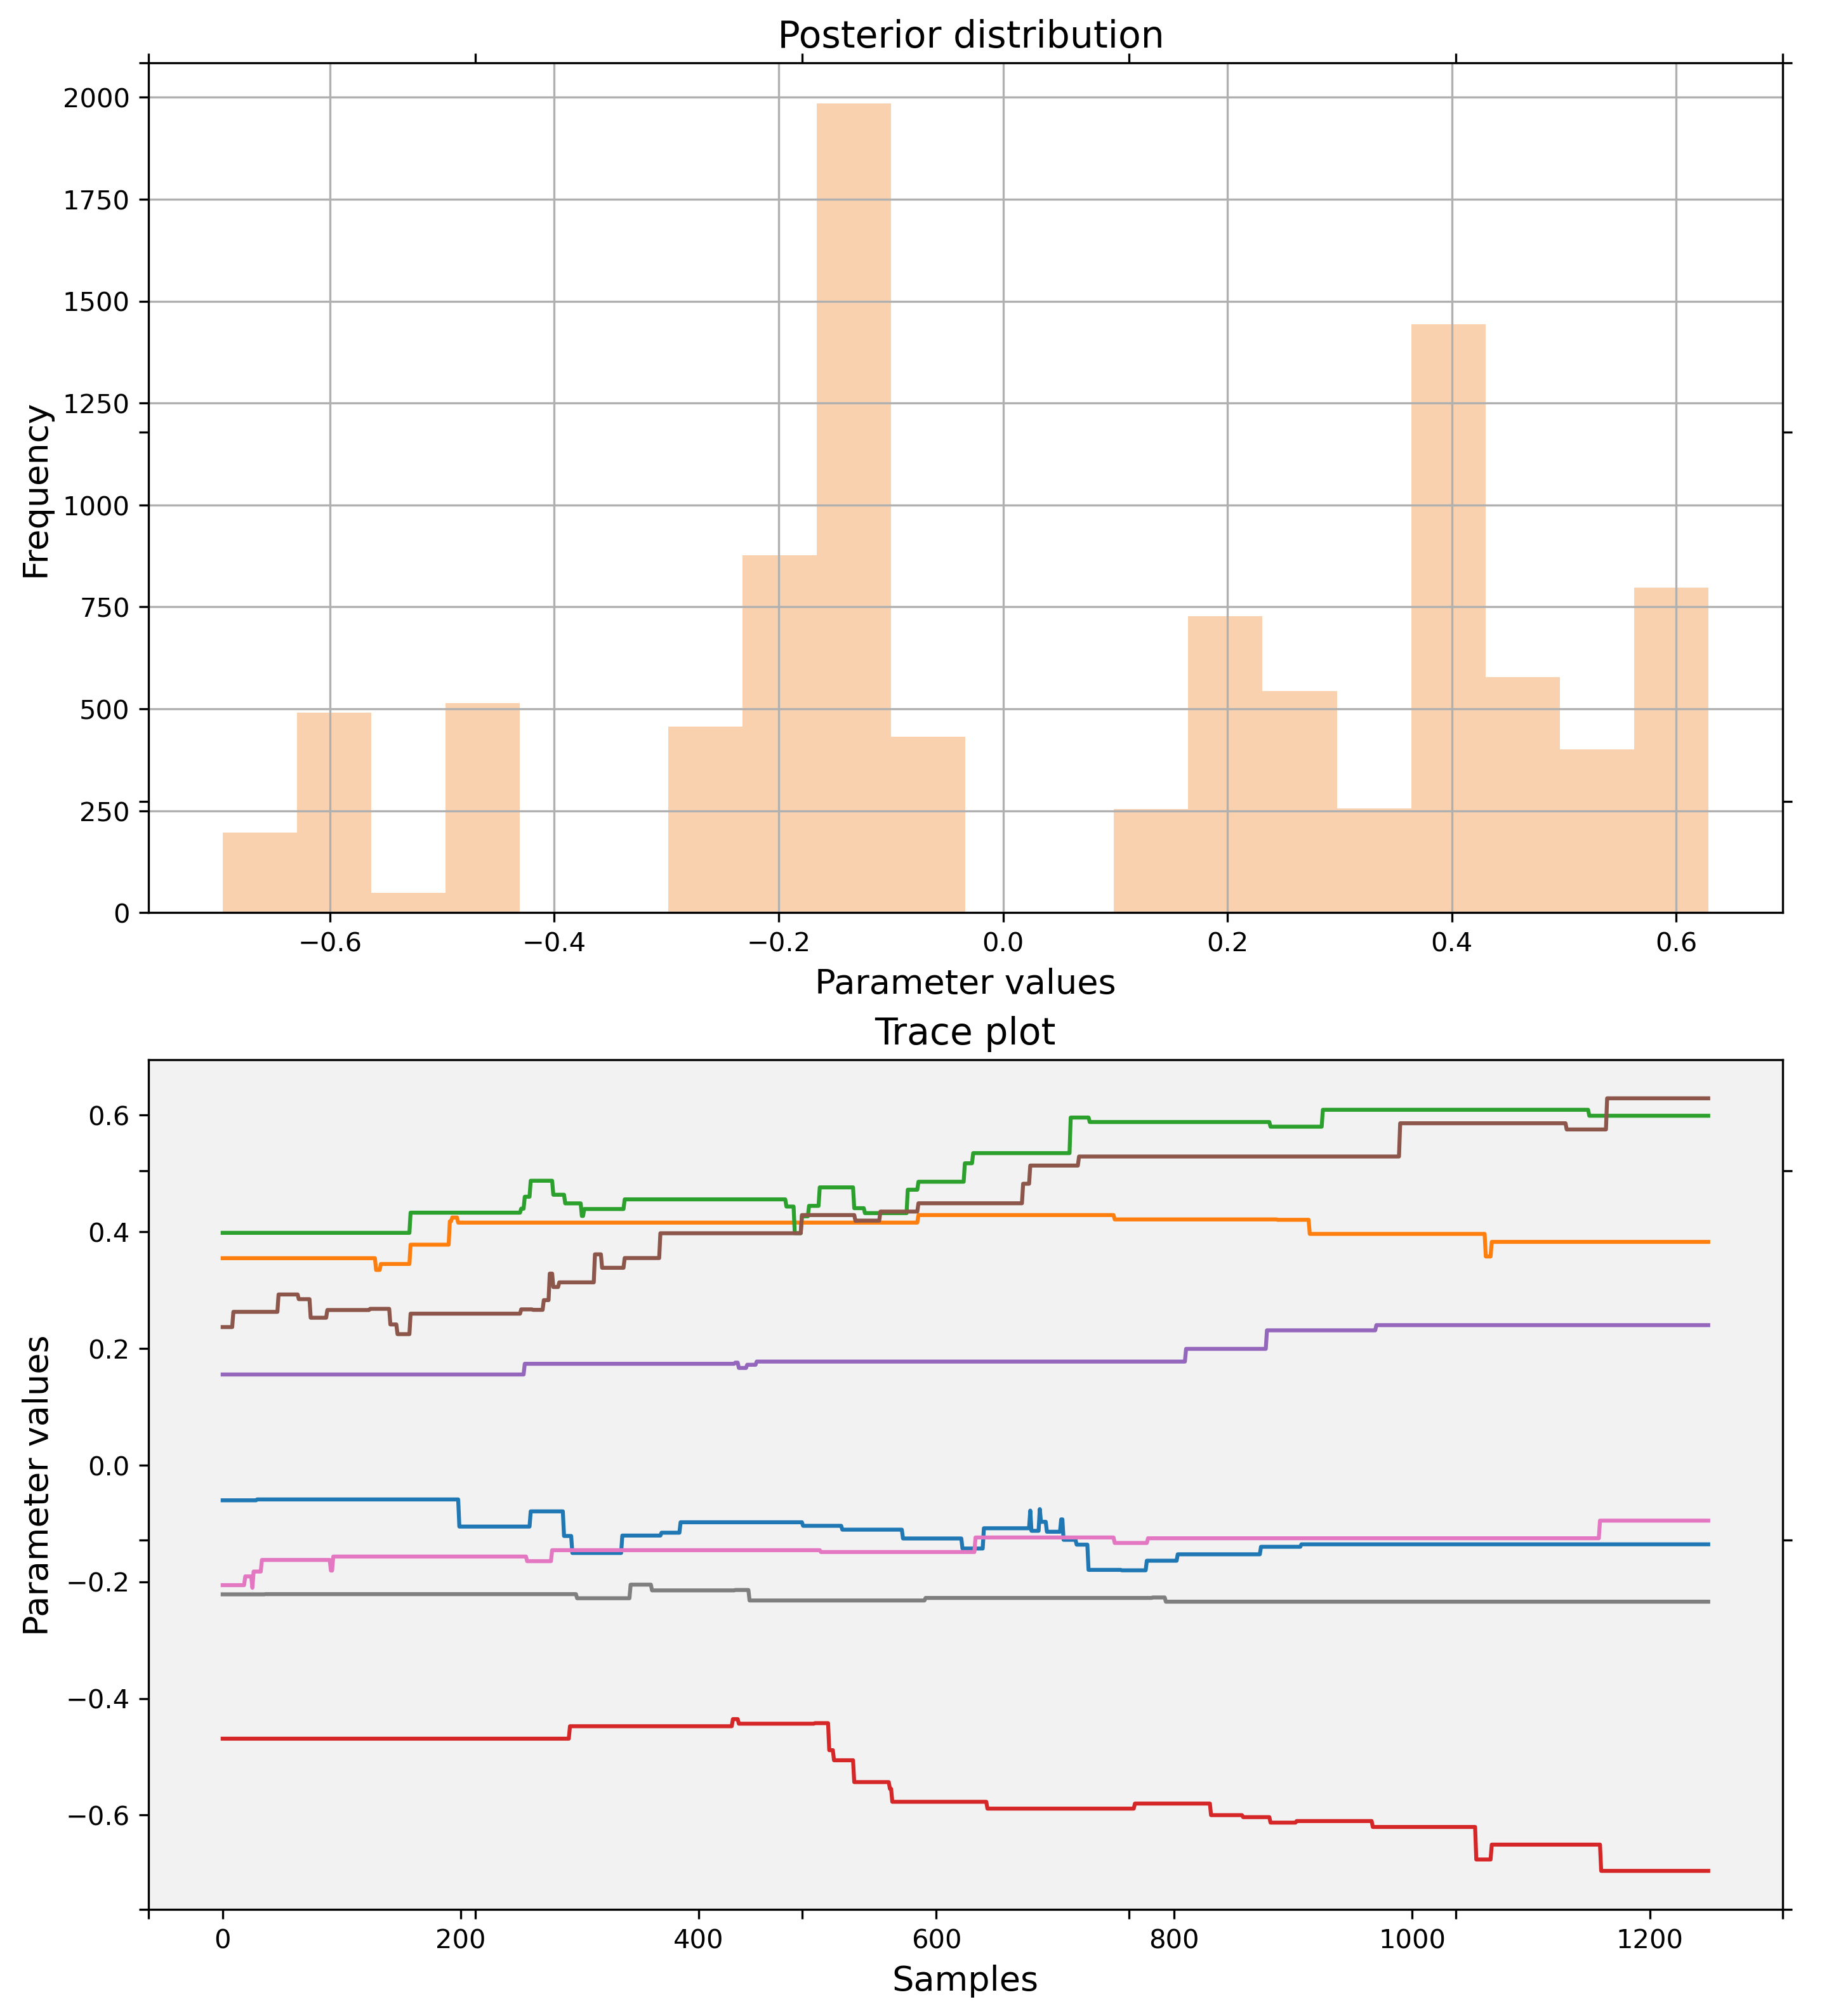 Posterior distribution
Frequency
2000
1750
1500
1250
1000
750
500
250
0
−0.6 −0.4 −0.2 0.0 0.2 0.4 0.6
Parameter values
Trace plot
Parameter values
0.6
0.4
0.2
0.0
−0.2
−0.4
−0.6
0 200 400 600 800 1000 1200
Samples